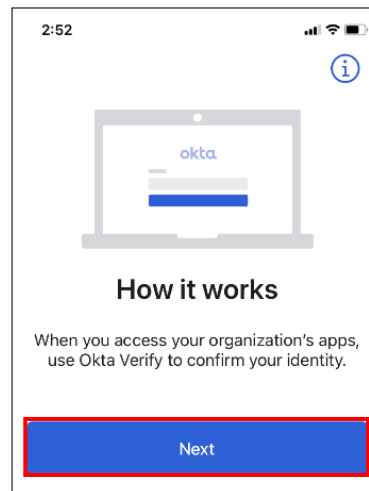 2:52
okta
How it works
When you access your organization's apps,
use Okta Verify to confirm your identity.
Next